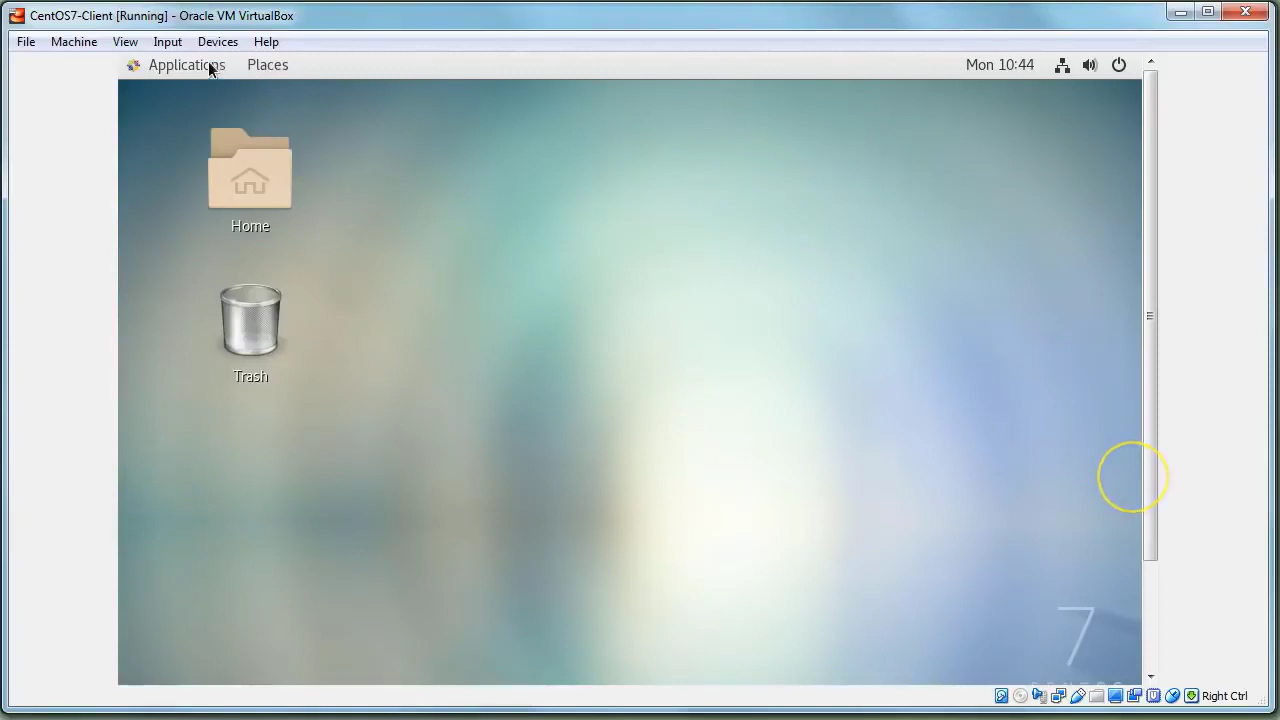 CentOS7-Client [Running] - Oracle VM VirtualBox
File Machine View Input Devices Help
Applications Places Mon 10:44
Home
Trash
7
Right Ctrl